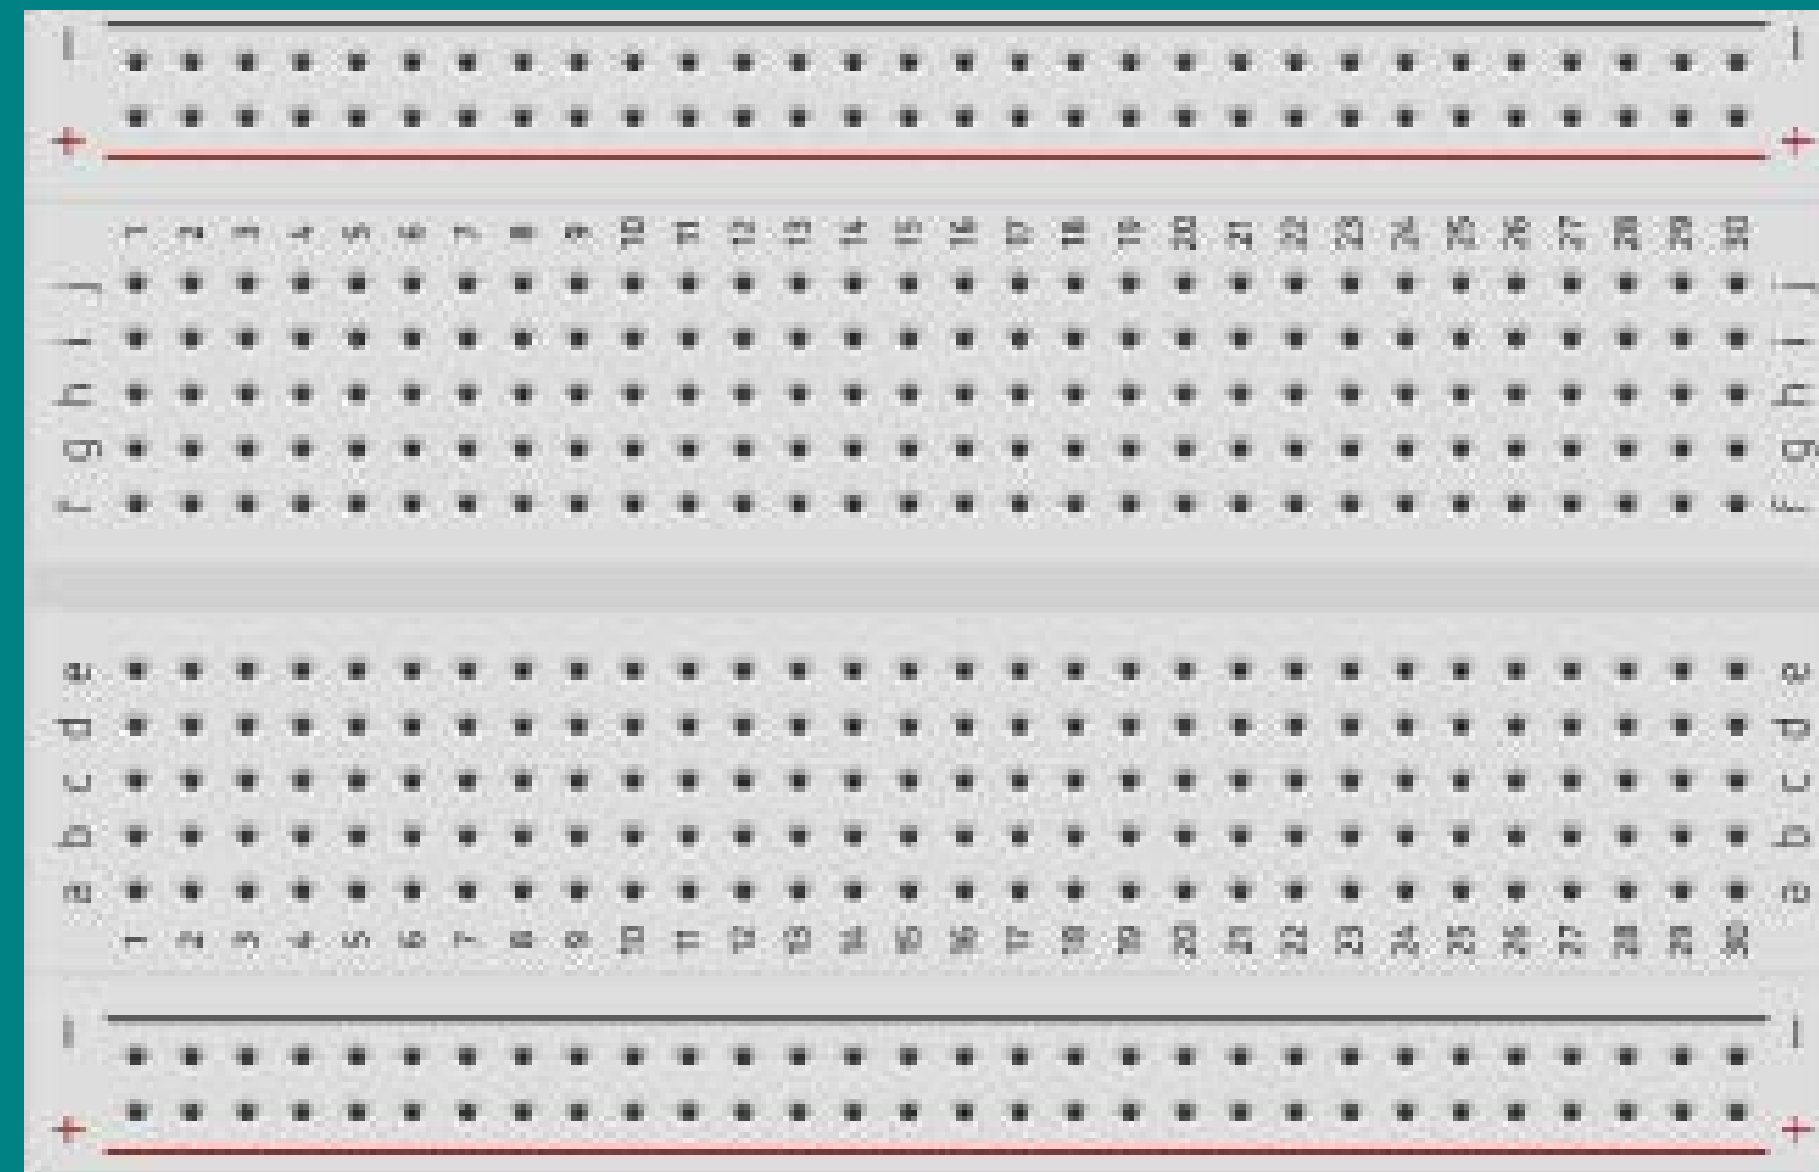 − −
+ +
1 2 3 4 5 6 7 8 9 10 11 12 13 14 15 16 17 18 19 20 21 22 23 24 25 26 27 28 29 30
j j
i i
h h
g g
f f
e e
d d
c c
b b
a a
1 2 3 4 5 6 7 8 9 10 11 12 13 14 15 16 17 18 19 20 21 22 23 24 25 26 27 28 29 30
− −
+ +